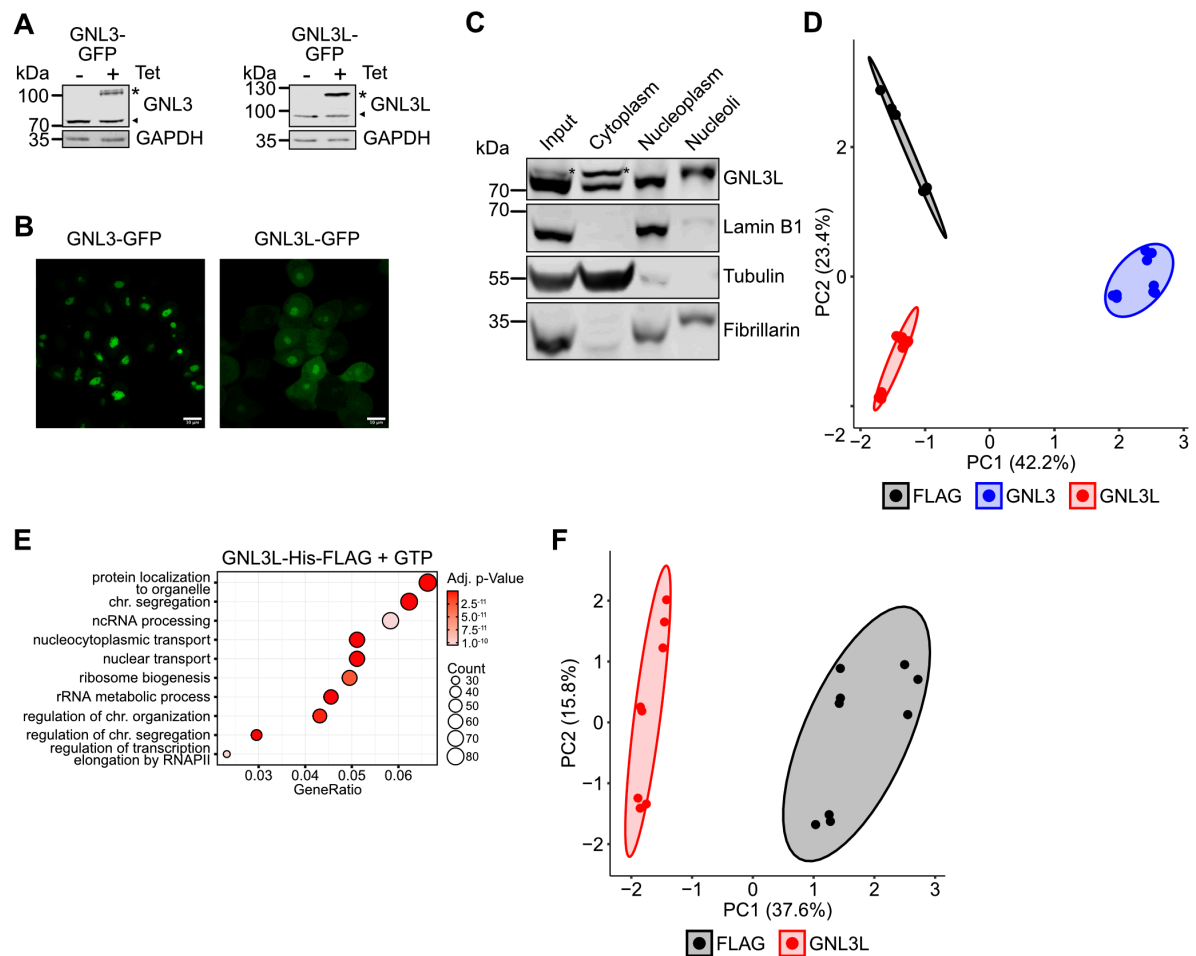 A
GNL3-
GFP
kDa - + Tet
100
*
GNL3
70
35
GAPDH
GNL3L-
GFP
kDa - + Tet
130
*
GNL3L
100
35
GAPDH
B
GNL3-GFP
GNL3L-GFP
10 µm
10 µm
C
Input
Cytoplasm
Nucleoplasm
Nucleoli
kDa
* *
GNL3L
70
70
Lamin B1
55
Tubulin
35
Fibrillarin
D
PC2 (23.4%)
2
0
−2
−2 −1 0 1 2 3
PC1 (42.2%)
FLAG GNL3 GNL3L
E
GNL3L-His-FLAG + GTP
protein localization
to organelle
chr. segregation
ncRNA processing
nucleocytoplasmic transport
nuclear transport
ribosome biogenesis
rRNA metabolic process
regulation of chr. organization
regulation of chr. segregation
regulation of transcription
elongation by RNAPII
0.03 0.04 0.05 0.06
GeneRatio
Adj. p-Value
2.5⁻¹¹
5.0⁻¹¹
7.5⁻¹¹
1.0⁻¹⁰
Count
30
40
50
60
70
80
F
PC2 (15.8%)
2
1
0
−1
−2
−2 −1 0 1 2 3
PC1 (37.6%)
FLAG GNL3L